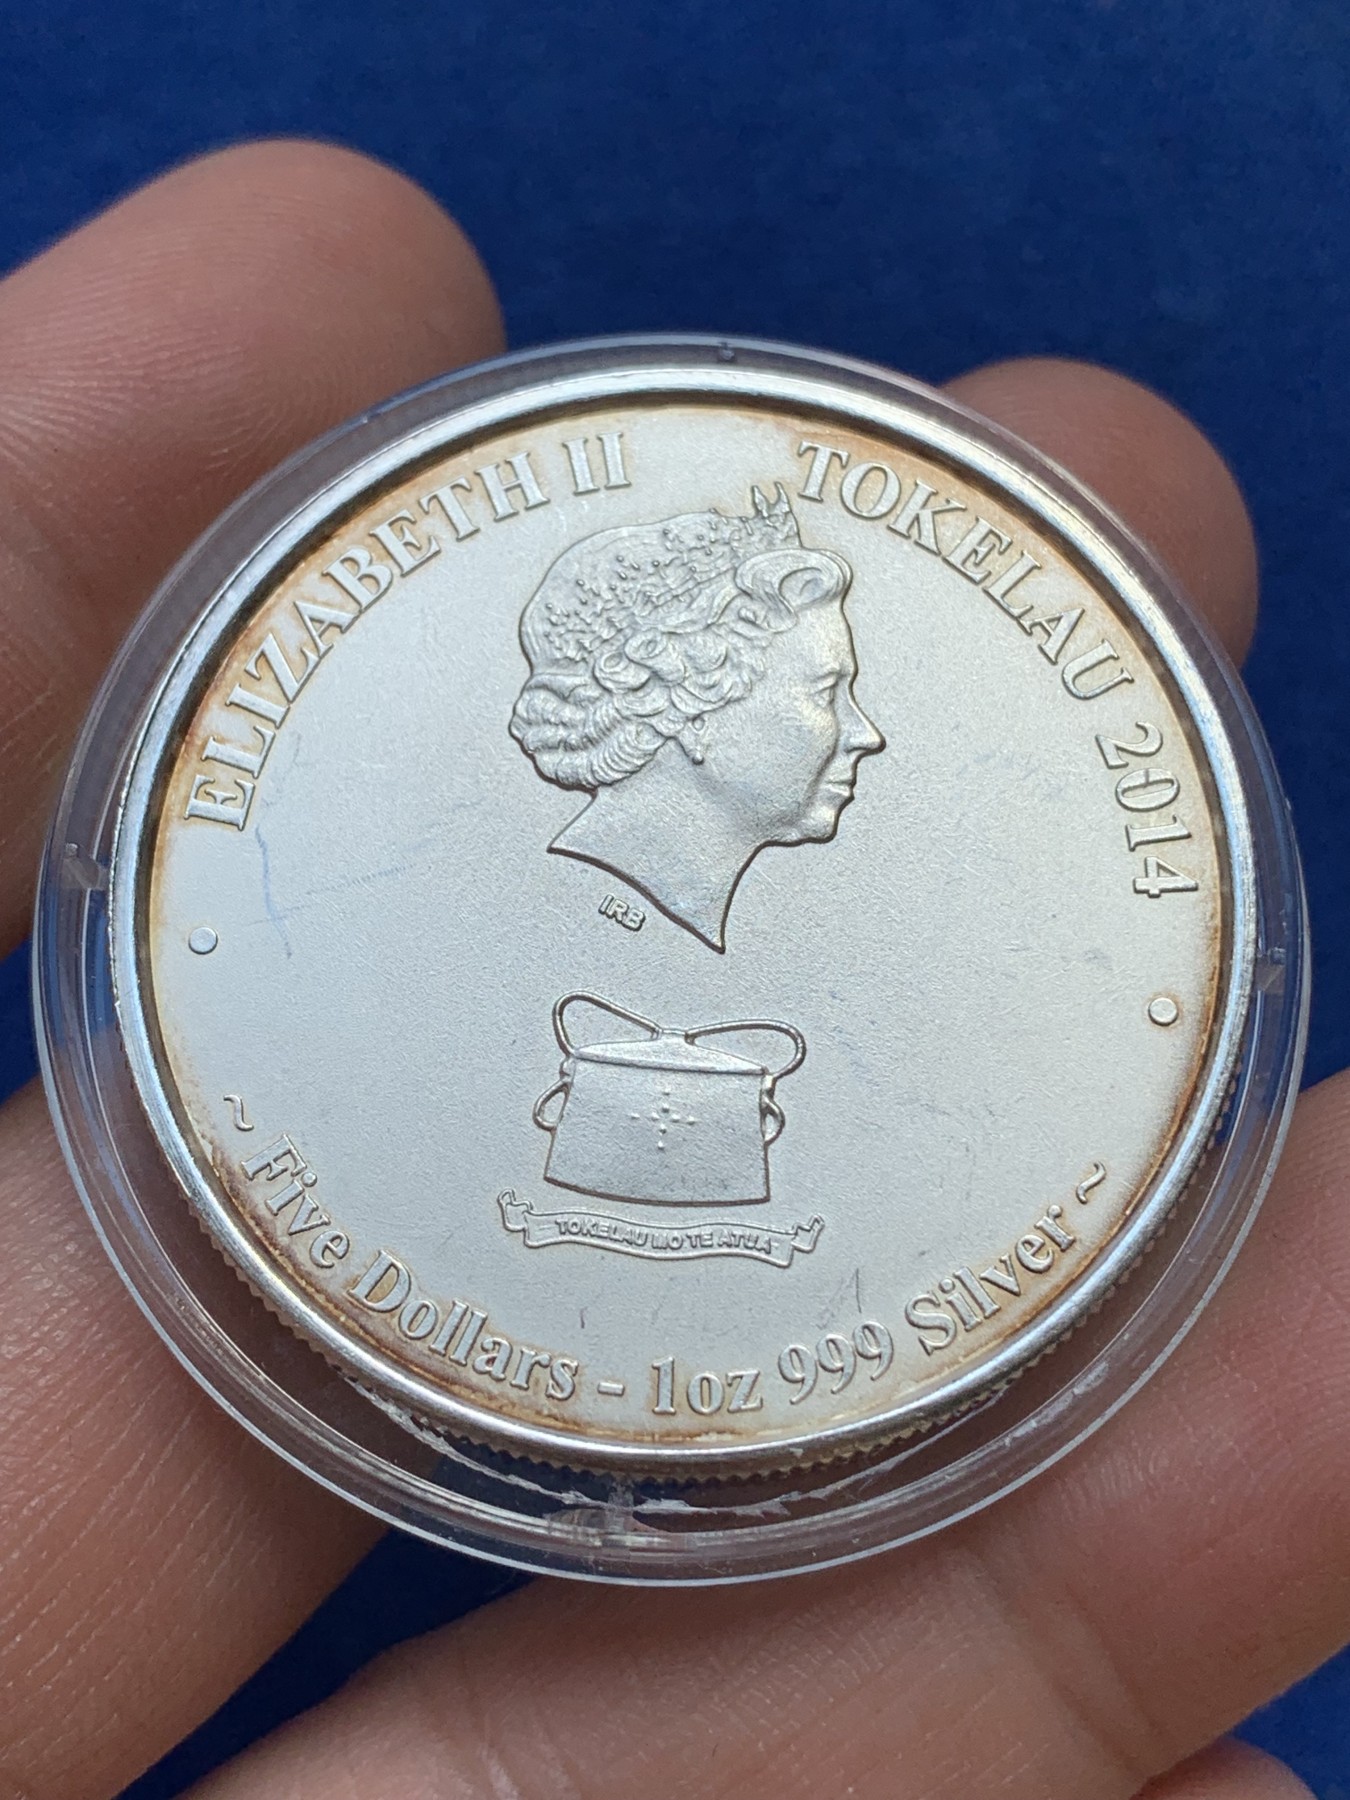 ELIZABETH II
TOKELAU 2014
IRB
TOKELAU MO TE ATUA
~ Five Dollars - 1oz 999 Silver ~